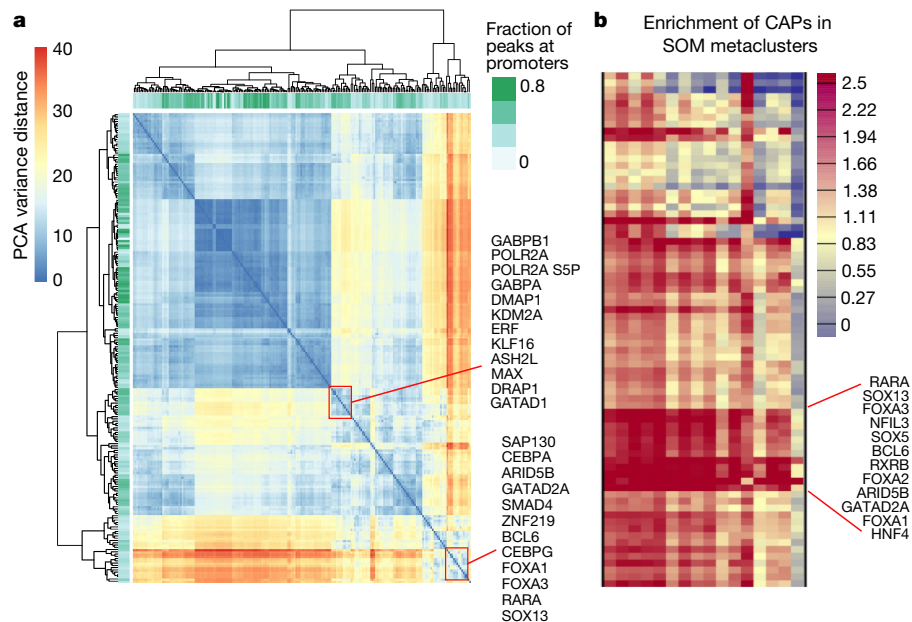 a
PCA variance distance
40
30
20
10
0
Fraction of
peaks at
promoters
0.8
0
GABPB1
POLR2A
POLR2A S5P
GABPA
DMAP1
KDM2A
ERF
KLF16
ASH2L
MAX
DRAP1
GATAD1
SAP130
CEBPA
ARID5B
GATAD2A
SMAD4
ZNF219
BCL6
CEBPG
FOXA1
FOXA3
RARA
SOX13
b
Enrichment of CAPs in
SOM metaclusters
2.5
2.21
1.94
1.66
1.38
1.11
0.83
0.55
0.27
0
RARA
SOX13
FOXA3
NFIL3
SOX5
BCL6
RXRB
FOXA2
ARID5B
GATAD2A
FOXA1
HNF4